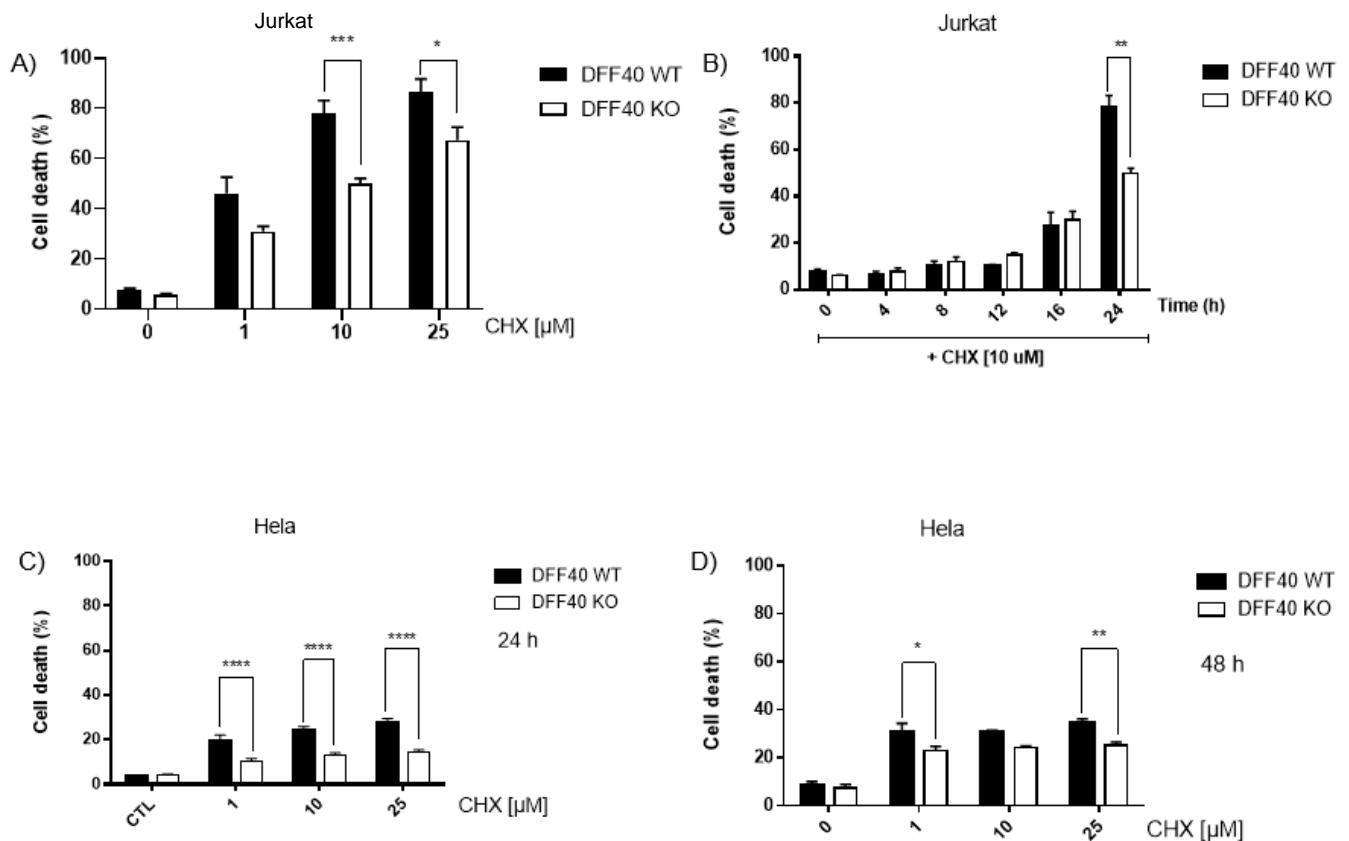 Jurkat
A)
***
*
DFF40 WT
DFF40 KO
Cell death (%)
100
80
60
40
20
0
0 1 10 25 CHX [µM]
Jurkat
B)
**
DFF40 WT
DFF40 KO
Cell death (%)
100
80
60
40
20
0
0 4 8 12 16 24 Time (h)
+ CHX [10 uM]
Hela
C)
**** **** ****
DFF40 WT
DFF40 KO
24 h
Cell death (%)
100
80
60
40
20
0
CTL 1 10 25 CHX [µM]
Hela
D)
* **
DFF40 WT
DFF40 KO
48 h
Cell death (%)
100
80
60
40
20
0
0 1 10 25 CHX [µM]